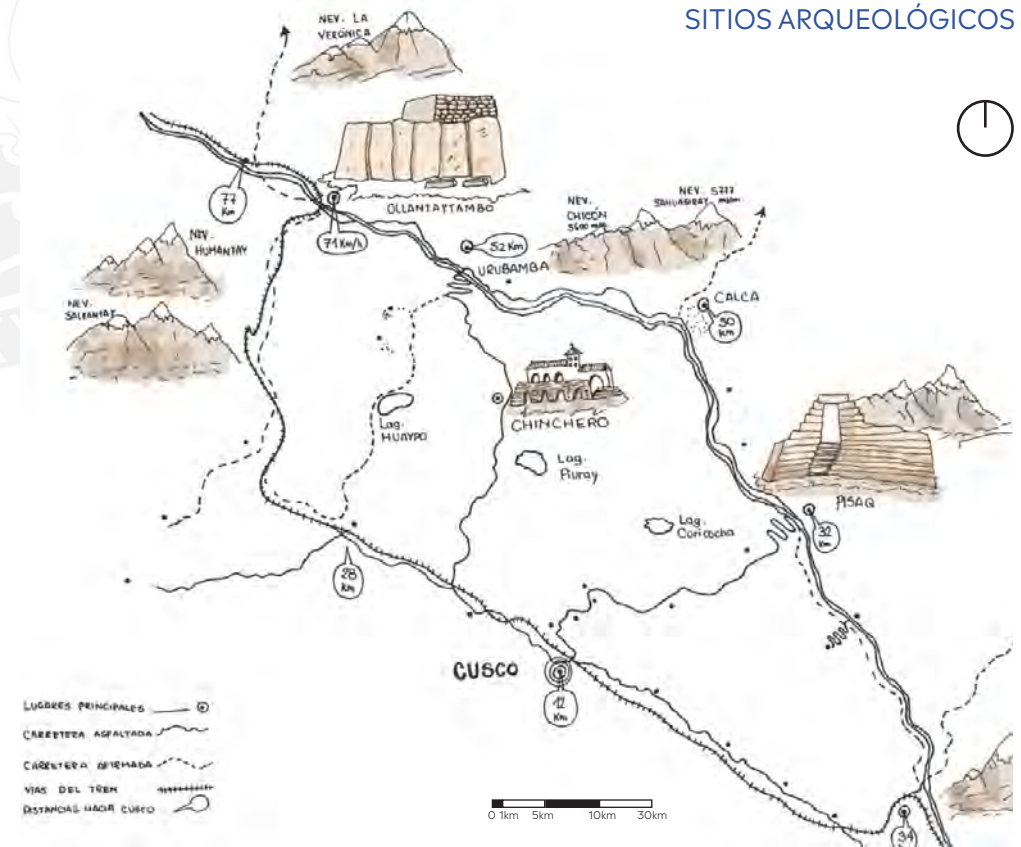 SITIOS ARQUEOLÓGICOS
NEV. LA
VERÓNICA
77
Km
OLLANTAYTAMBO
71 Km/h
NEV.
HUMANTAY
NEV.
SALKANTAY
52 Km
URUBAMBA
NEV.
CHICÓN
5600 msm
NEV. 5777
SAHUASIRAY msnm
CALCA
50
Km
CHINCHERO
Lag.
HUAYPO
Lag.
Piuray
Lag.
Coricocha
PISAQ
32
Km
28
Km
CUSCO
12
Km
34
LUGARES PRINCIPALES
CARRETERA ASFALTADA
CARRETERA AFIRMADA
VIAS DEL TREN
DISTANCIAS HACIA CUSCO
0 1km 5km 10km 30km